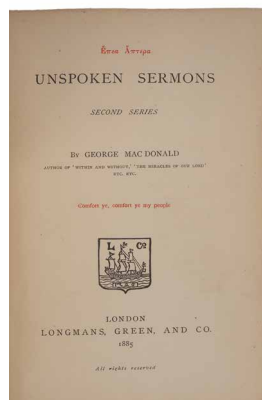 Ἔπεα Ἄπτερα
UNSPOKEN SERMONS
SECOND SERIES
BY GEORGE MAC DONALD
AUTHOR OF 'WITHIN AND WITHOUT,' 'THE MIRACLES OF OUR LORD'
ETC. ETC.
Comfort ye, comfort ye my people
L Co
LONDON
LONGMANS, GREEN, AND CO.
1885
All rights reserved